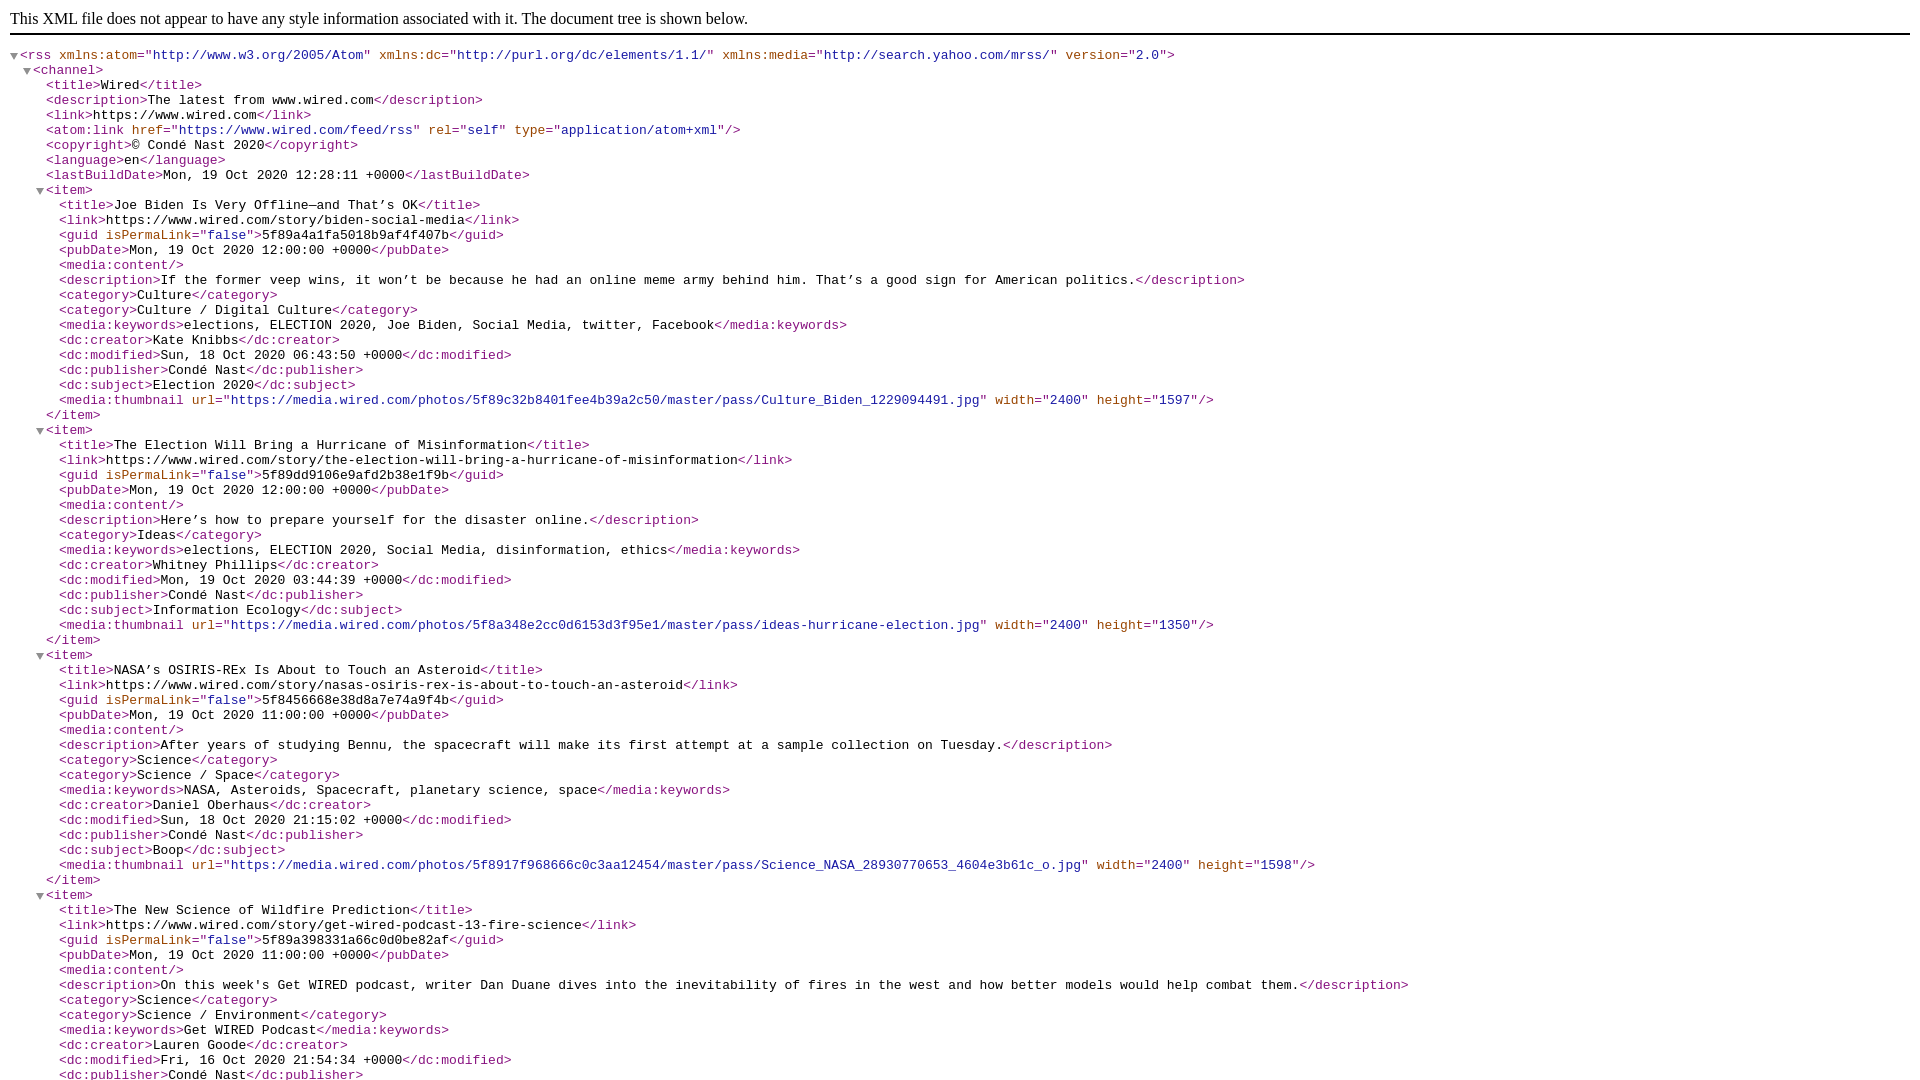 This XML file does not appear to have any style information associated with it. The document tree is shown below.
<rss xmlns:atom="http://www.w3.org/2005/Atom" xmlns:dc="http://purl.org/dc/elements/1.1/" xmlns:media="http://search.yahoo.com/mrss/" version="2.0">
<channel>
<title>Wired</title>
<description>The latest from www.wired.com</description>
<link>https://www.wired.com</link>
<atom:link href="https://www.wired.com/feed/rss" rel="self" type="application/atom+xml"/>
<copyright>© Condé Nast 2020</copyright>
<language>en</language>
<lastBuildDate>Mon, 19 Oct 2020 12:28:11 +0000</lastBuildDate>
<item>
<title>Joe Biden Is Very Offline—and That’s OK</title>
<link>https://www.wired.com/story/biden-social-media</link>
<guid isPermaLink="false">5f89a4a1fa5018b9af4f407b</guid>
<pubDate>Mon, 19 Oct 2020 12:00:00 +0000</pubDate>
<media:content/>
<description>If the former veep wins, it won’t be because he had an online meme army behind him. That’s a good sign for American politics.</description>
<category>Culture</category>
<category>Culture / Digital Culture</category>
<media:keywords>elections, ELECTION 2020, Joe Biden, Social Media, twitter, Facebook</media:keywords>
<dc:creator>Kate Knibbs</dc:creator>
<dc:modified>Sun, 18 Oct 2020 06:43:50 +0000</dc:modified>
<dc:publisher>Condé Nast</dc:publisher>
<dc:subject>Election 2020</dc:subject>
<media:thumbnail url="https://media.wired.com/photos/5f89c32b8401fee4b39a2c50/master/pass/Culture_Biden_1229094491.jpg" width="2400" height="1597"/>
</item>
<item>
<title>The Election Will Bring a Hurricane of Misinformation</title>
<link>https://www.wired.com/story/the-election-will-bring-a-hurricane-of-misinformation</link>
<guid isPermaLink="false">5f89dd9106e9afd2b38e1f9b</guid>
<pubDate>Mon, 19 Oct 2020 12:00:00 +0000</pubDate>
<media:content/>
<description>Here’s how to prepare yourself for the disaster online.</description>
<category>Ideas</category>
<media:keywords>elections, ELECTION 2020, Social Media, disinformation, ethics</media:keywords>
<dc:creator>Whitney Phillips</dc:creator>
<dc:modified>Mon, 19 Oct 2020 03:44:39 +0000</dc:modified>
<dc:publisher>Condé Nast</dc:publisher>
<dc:subject>Information Ecology</dc:subject>
<media:thumbnail url="https://media.wired.com/photos/5f8a348e2cc0d6153d3f95e1/master/pass/ideas-hurricane-election.jpg" width="2400" height="1350"/>
</item>
<item>
<title>NASA’s OSIRIS-REx Is About to Touch an Asteroid</title>
<link>https://www.wired.com/story/nasas-osiris-rex-is-about-to-touch-an-asteroid</link>
<guid isPermaLink="false">5f8456668e38d8a7e74a9f4b</guid>
<pubDate>Mon, 19 Oct 2020 11:00:00 +0000</pubDate>
<media:content/>
<description>After years of studying Bennu, the spacecraft will make its first attempt at a sample collection on Tuesday.</description>
<category>Science</category>
<category>Science / Space</category>
<media:keywords>NASA, Asteroids, Spacecraft, planetary science, space</media:keywords>
<dc:creator>Daniel Oberhaus</dc:creator>
<dc:modified>Sun, 18 Oct 2020 21:15:02 +0000</dc:modified>
<dc:publisher>Condé Nast</dc:publisher>
<dc:subject>Boop</dc:subject>
<media:thumbnail url="https://media.wired.com/photos/5f8917f968666c0c3aa12454/master/pass/Science_NASA_28930770653_4604e3b61c_o.jpg" width="2400" height="1598"/>
</item>
<item>
<title>The New Science of Wildfire Prediction</title>
<link>https://www.wired.com/story/get-wired-podcast-13-fire-science</link>
<guid isPermaLink="false">5f89a398331a66c0d0be82af</guid>
<pubDate>Mon, 19 Oct 2020 11:00:00 +0000</pubDate>
<media:content/>
<description>On this week's Get WIRED podcast, writer Dan Duane dives into the inevitability of fires in the west and how better models would help combat them.</description>
<category>Science</category>
<category>Science / Environment</category>
<media:keywords>Get WIRED Podcast</media:keywords>
<dc:creator>Lauren Goode</dc:creator>
<dc:modified>Fri, 16 Oct 2020 21:54:34 +0000</dc:modified>
<dc:publisher>Condé Nast</dc:publisher>